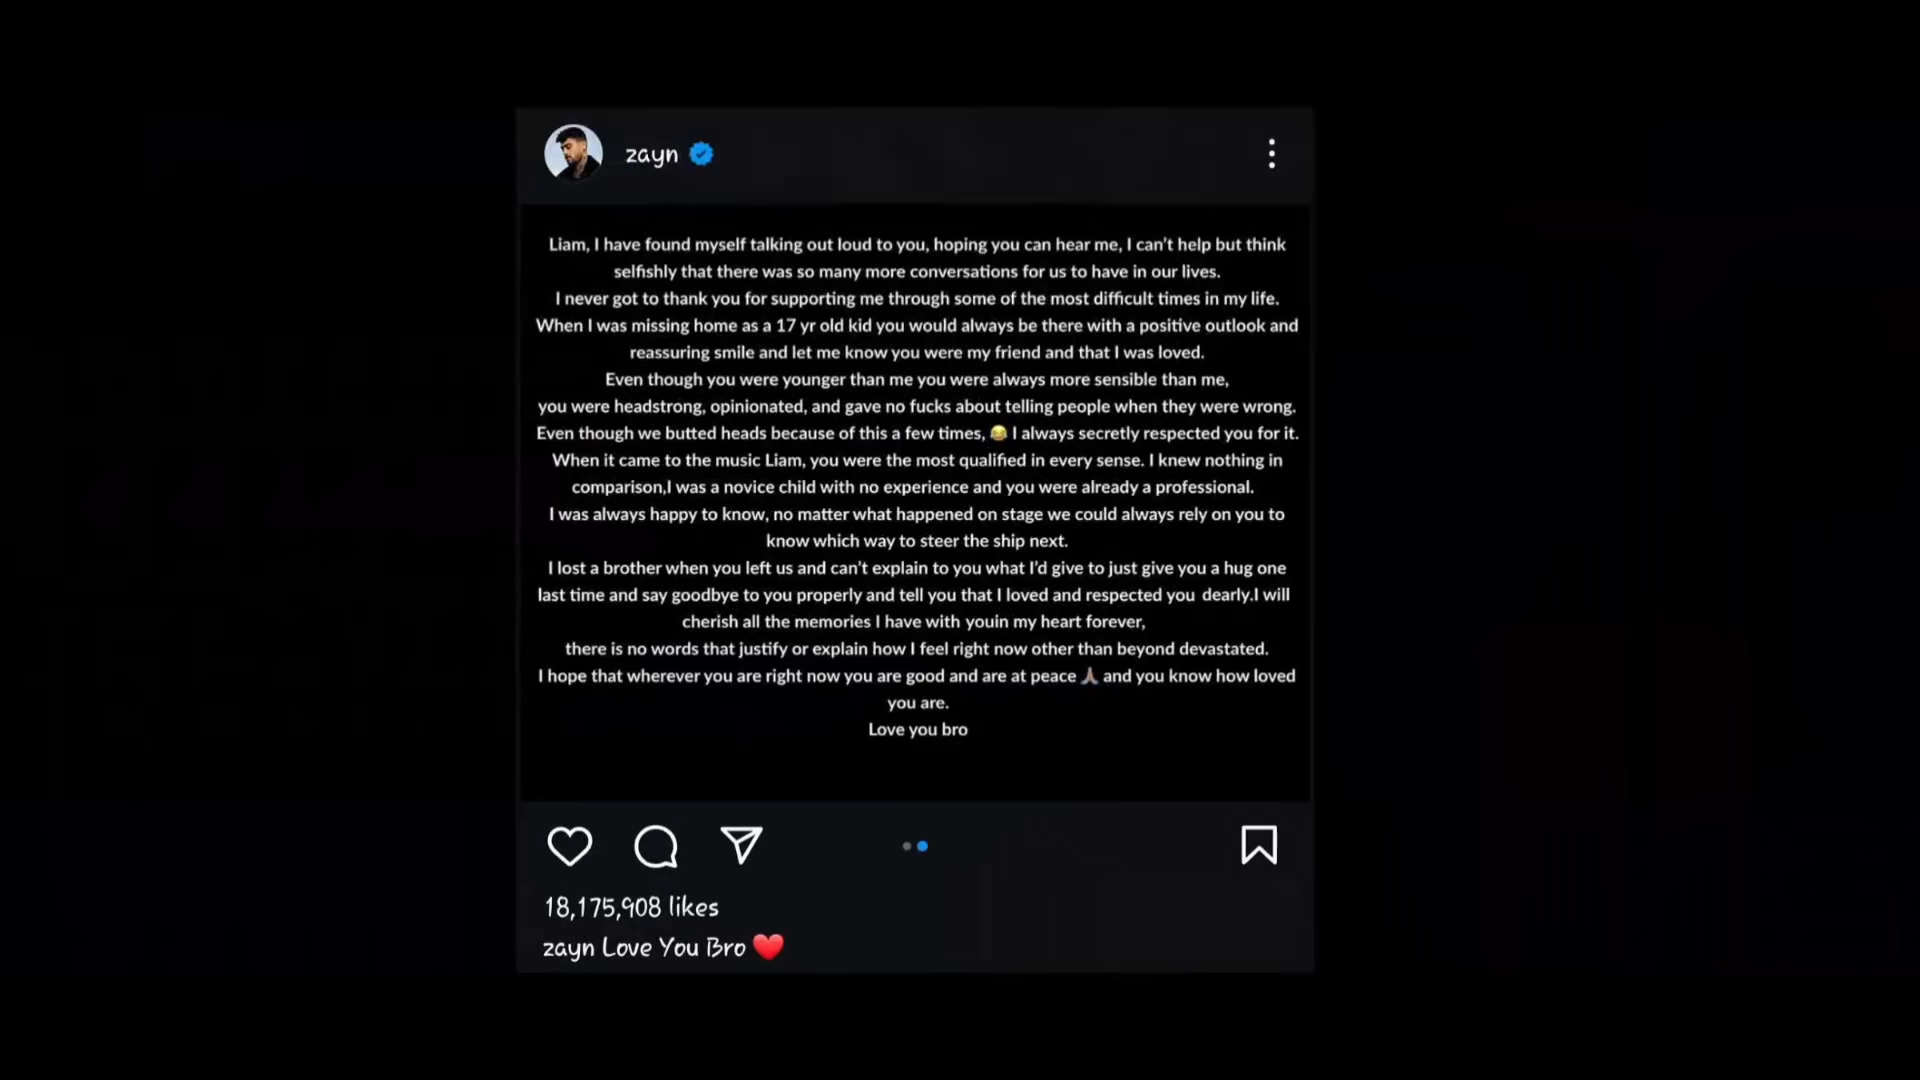 zayn
Liam, I have found myself talking out loud to you, hoping you can hear me, I can't help but think
selfishly that there was so many more conversations for us to have in our lives.
I never got to thank you for supporting me through some of the most difficult times in my life.
When I was missing home as a 17 yr old kid you would always be there with a positive outlook and
reassuring smile and let me know you were my friend and that I was loved.
Even though you were younger than me you were always more sensible than me,
you were headstrong, opinionated, and gave no fucks about telling people when they were wrong.
Even though we butted heads because of this a few times, 😂 I always secretly respected you for it.
When it came to the music Liam, you were the most qualified in every sense. I knew nothing in
comparison,I was a novice child with no experience and you were already a professional.
I was always happy to know, no matter what happened on stage we could always rely on you to
know which way to steer the ship next.
I lost a brother when you left us and can't explain to you what I'd give to just give you a hug one
last time and say goodbye to you properly and tell you that I loved and respected you dearly.I will
cherish all the memories I have with youin my heart forever,
there is no words that justify or explain how I feel right now other than beyond devastated.
I hope that wherever you are right now you are good and are at peace 🙏🏽 and you know how loved
you are.
Love you bro
18,175,908 likes
zayn Love You Bro ❤️